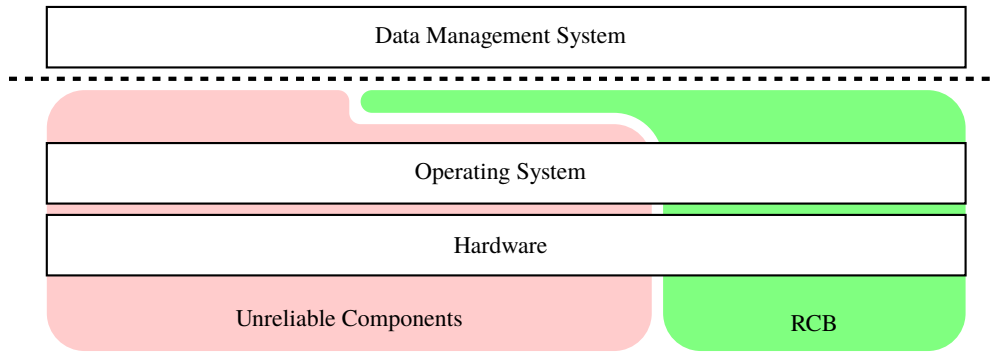 Data Management System
Operating System
Hardware
Unreliable Components
RCB